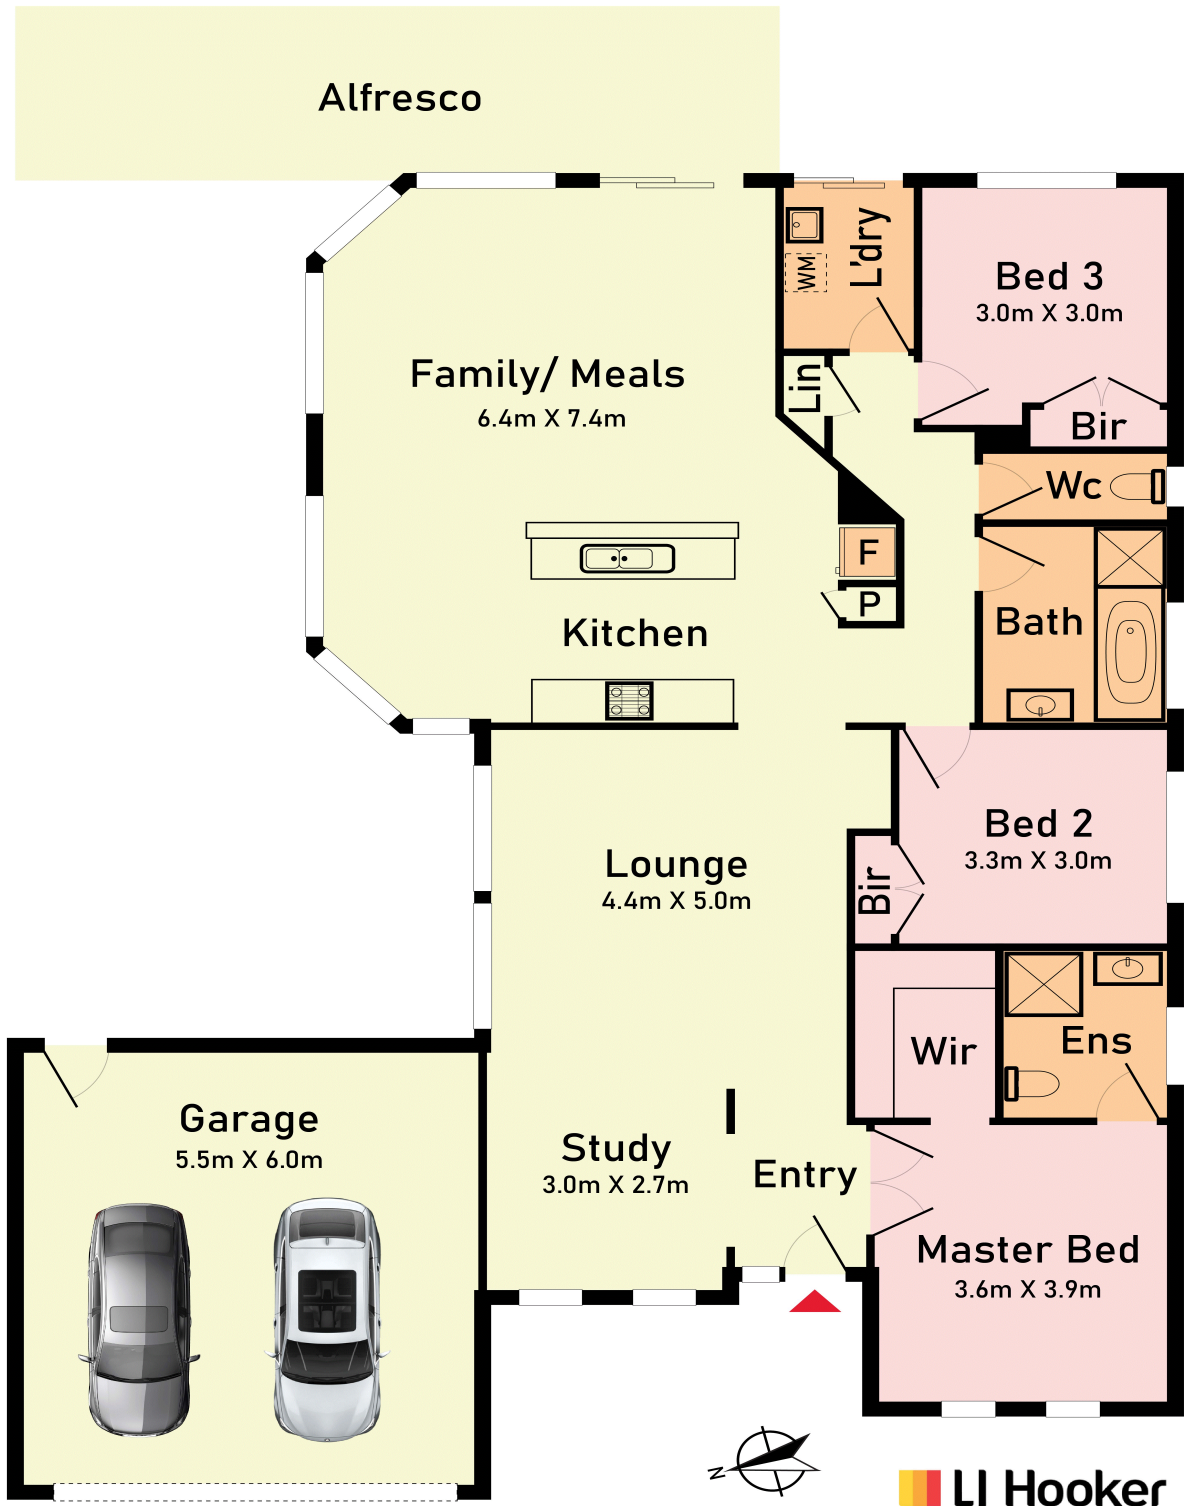 Alfresco
L'dry
WM
Bed 3
3.0m X 3.0m
Lin
Family/ Meals
6.4m X 7.4m
Bir
Wc
F
P
Bath
Kitchen
Bed 2
3.3m X 3.0m
Lounge
4.4m X 5.0m
Bir
Wir
Ens
Garage
5.5m X 6.0m
Study
3.0m X 2.7m
Entry
Master Bed
3.6m X 3.9m
N
LJ Hooker